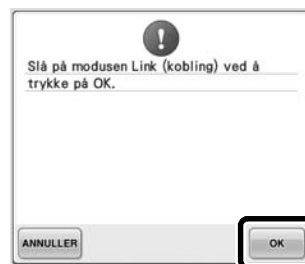 Slå på modusen Link (kobling) ved å
trykke på OK.
ANNULLER
OK